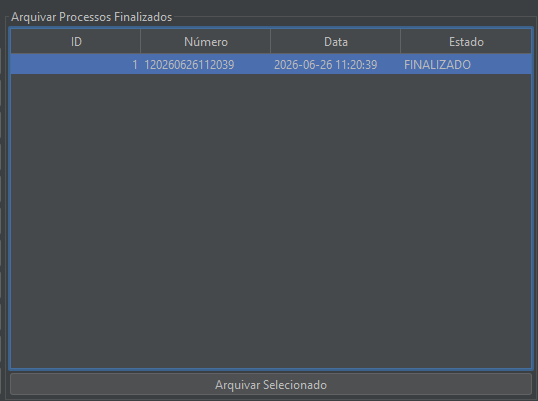 Arquivar Processos Finalizados
ID Número Data Estado
1 120260626112039 2026-06-26 11:20:39 FINALIZADO
Arquivar Selecionado